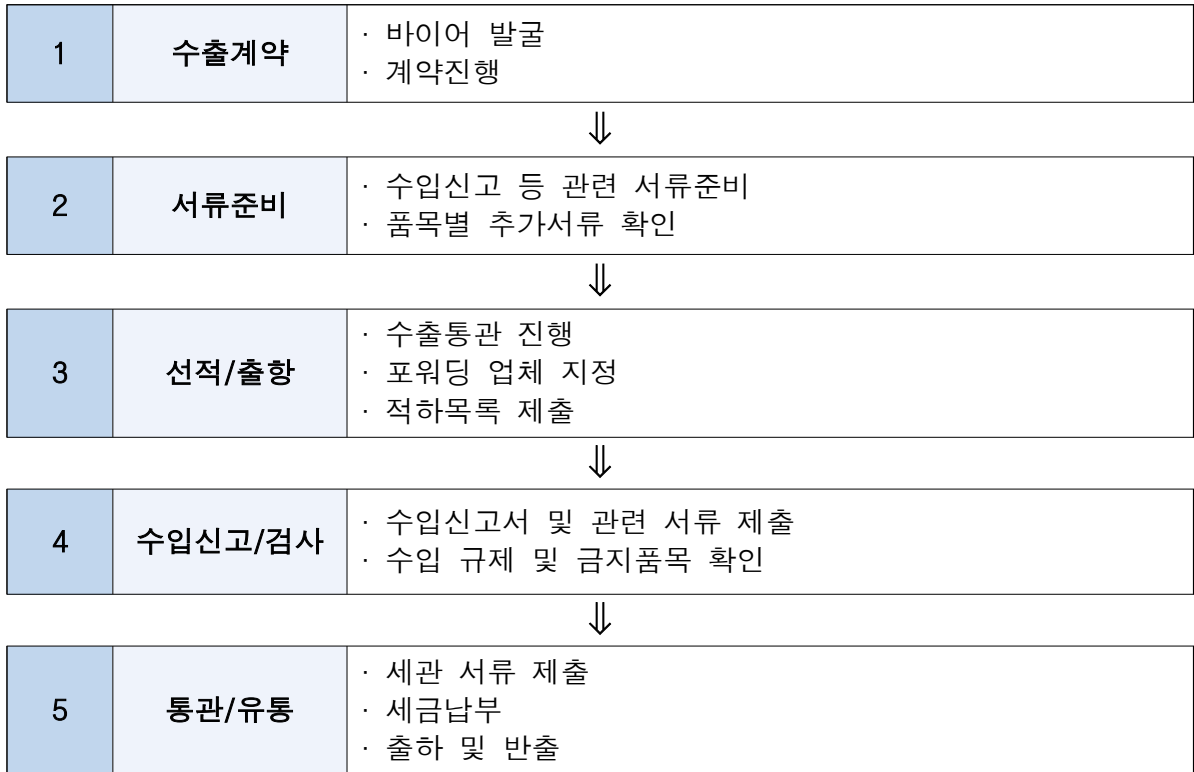 1 수출계약 · 바이어 발굴
· 계약진행
⇓
2 서류준비 · 수입신고 등 관련 서류준비
· 품목별 추가서류 확인
⇓
3 선적/출항 · 수출통관 진행
· 포워딩 업체 지정
· 적하목록 제출
⇓
4 수입신고/검사 · 수입신고서 및 관련 서류 제출
· 수입 규제 및 금지품목 확인
⇓
5 통관/유통 · 세관 서류 제출
· 세금납부
· 출하 및 반출